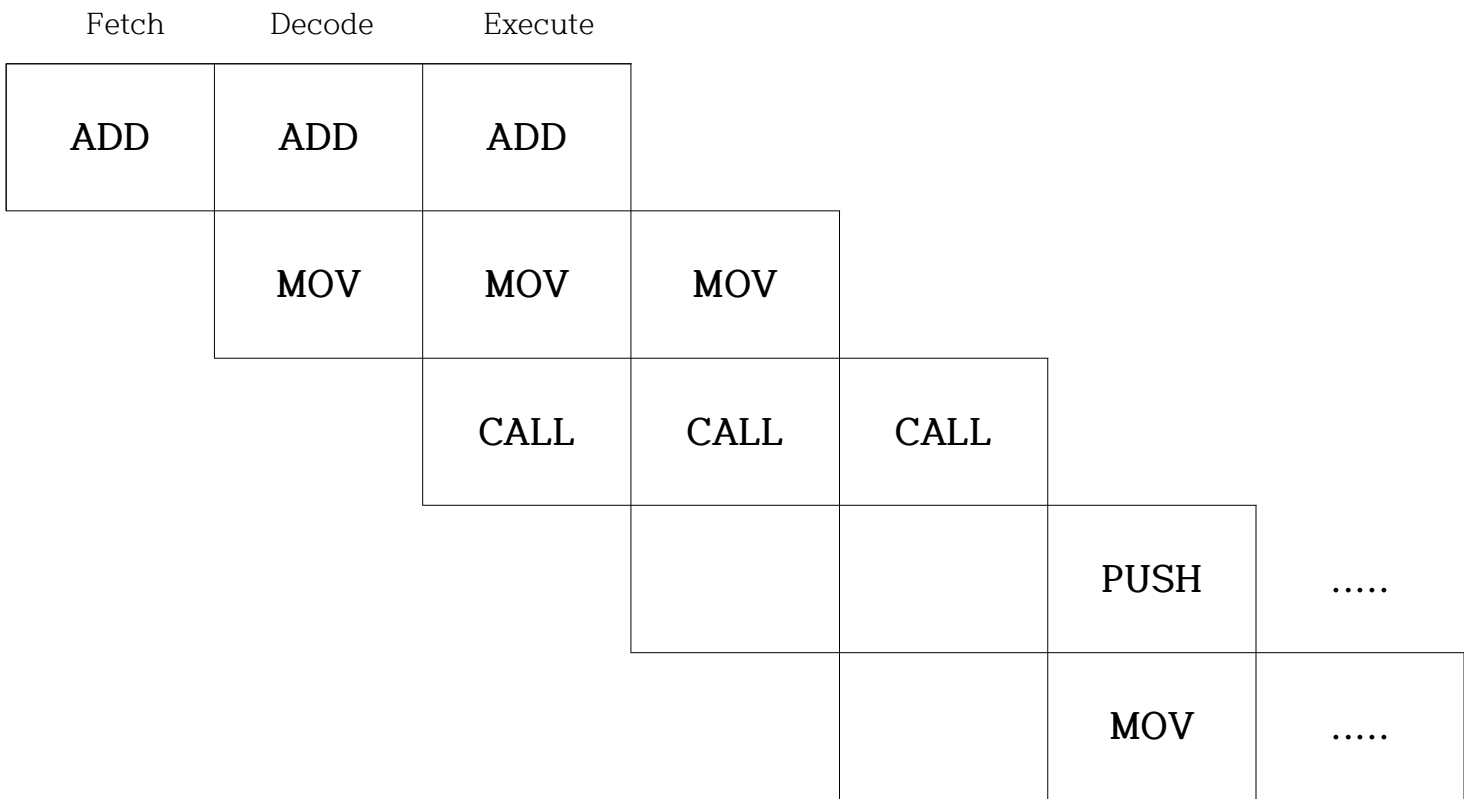 Fetch Decode Execute
ADD ADD ADD
MOV MOV MOV
CALL CALL CALL
PUSH .....
MOV .....